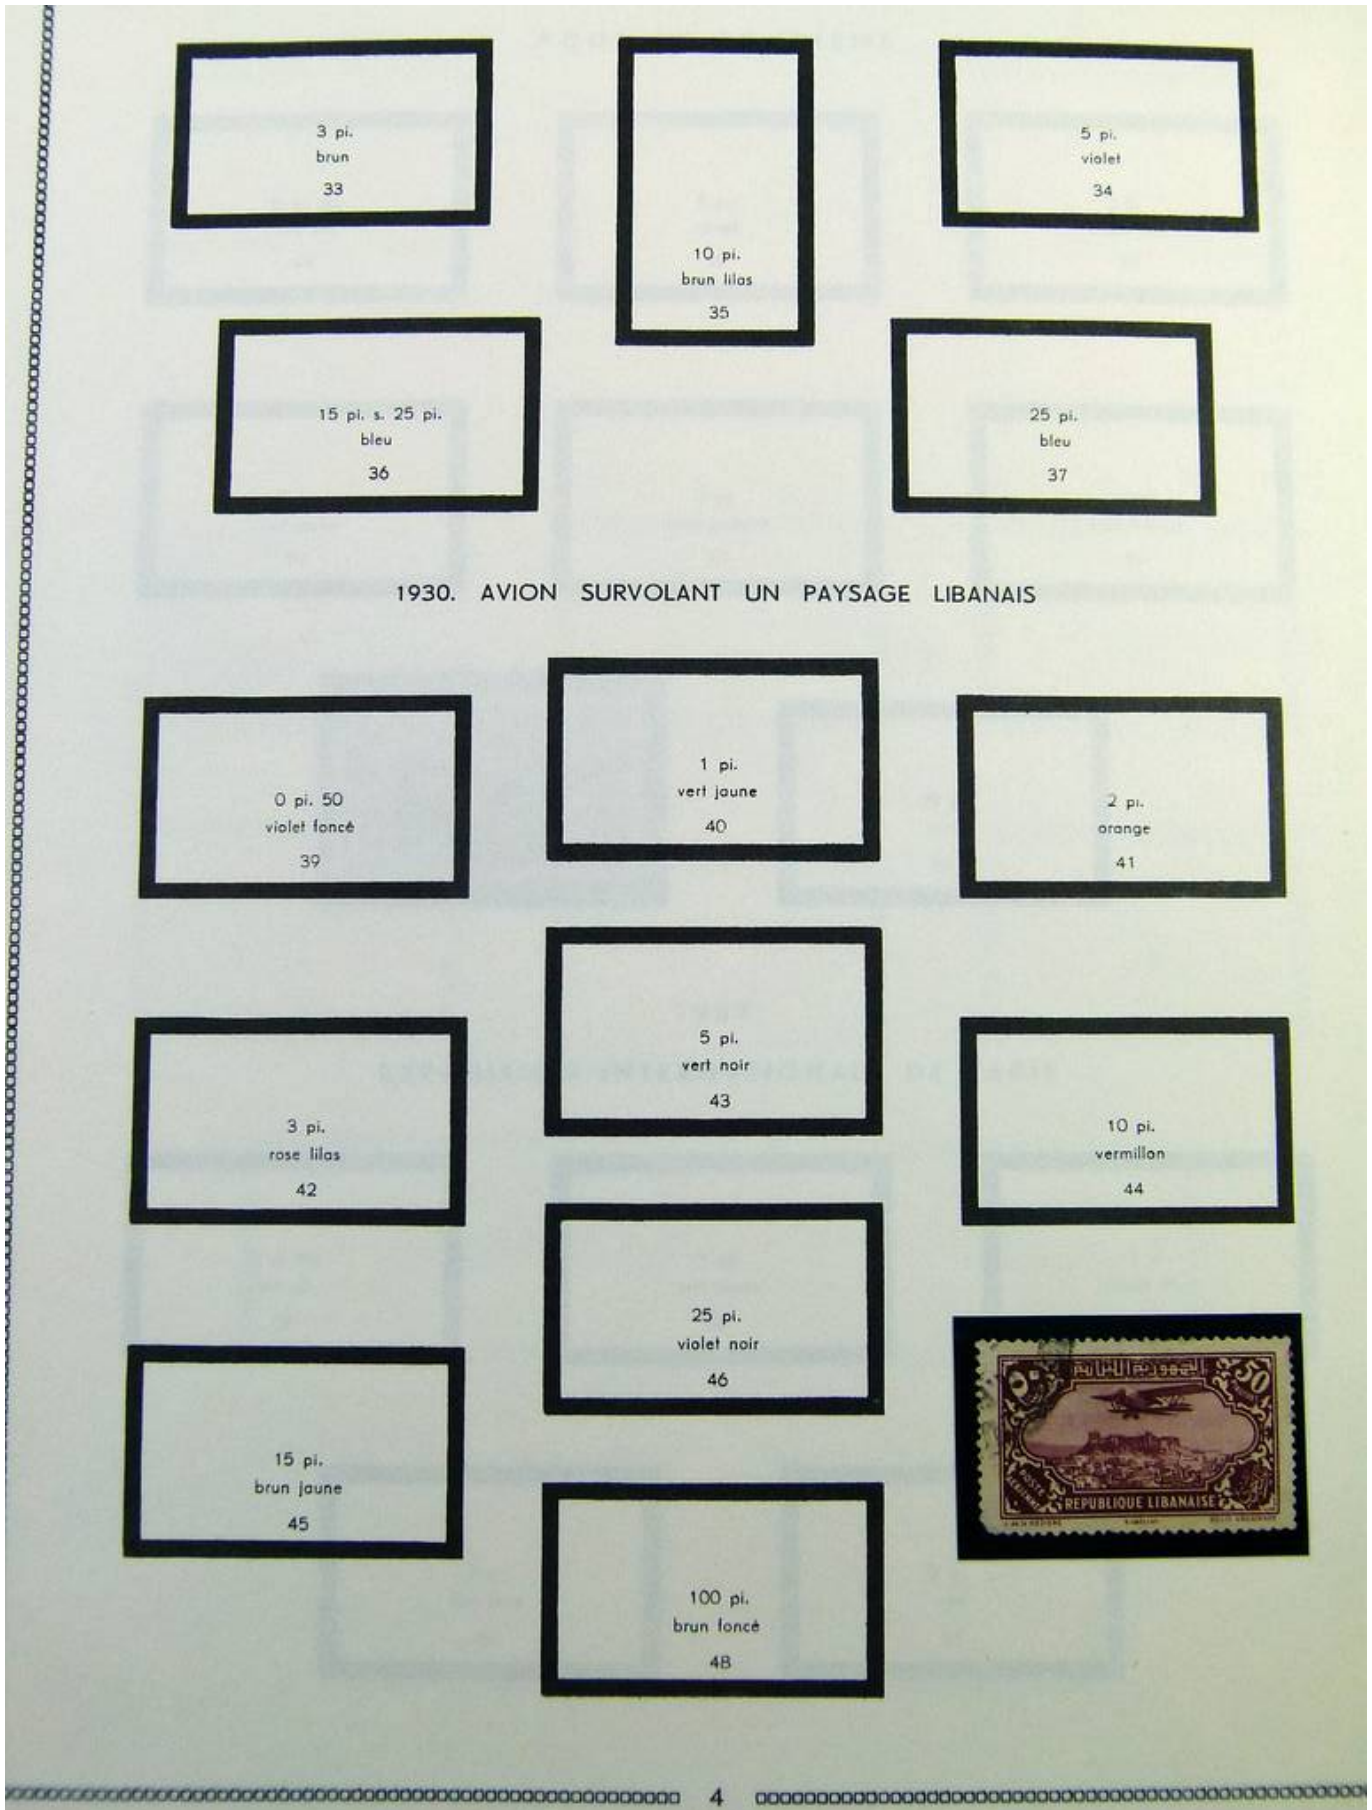 3 pi.
brun
33
10 pi.
brun lilas
35
5 pi.
violet
34
15 pi. s. 25 pi.
bleu
36
25 pi.
bleu
37
1930. AVION SURVOLANT UN PAYSAGE LIBANAIS
0 pi. 50
violet foncé
39
1 pi.
vert jaune
40
2 pi.
orange
41
3 pi.
rose lilas
42
5 pi.
vert noir
43
10 pi.
vermillon
44
15 pi.
brun jaune
45
25 pi.
violet noir
46
50
POSTE
AÉRIENNE
REPUBLIQUE LIBANAISE
100 pi.
brun foncé
48
4